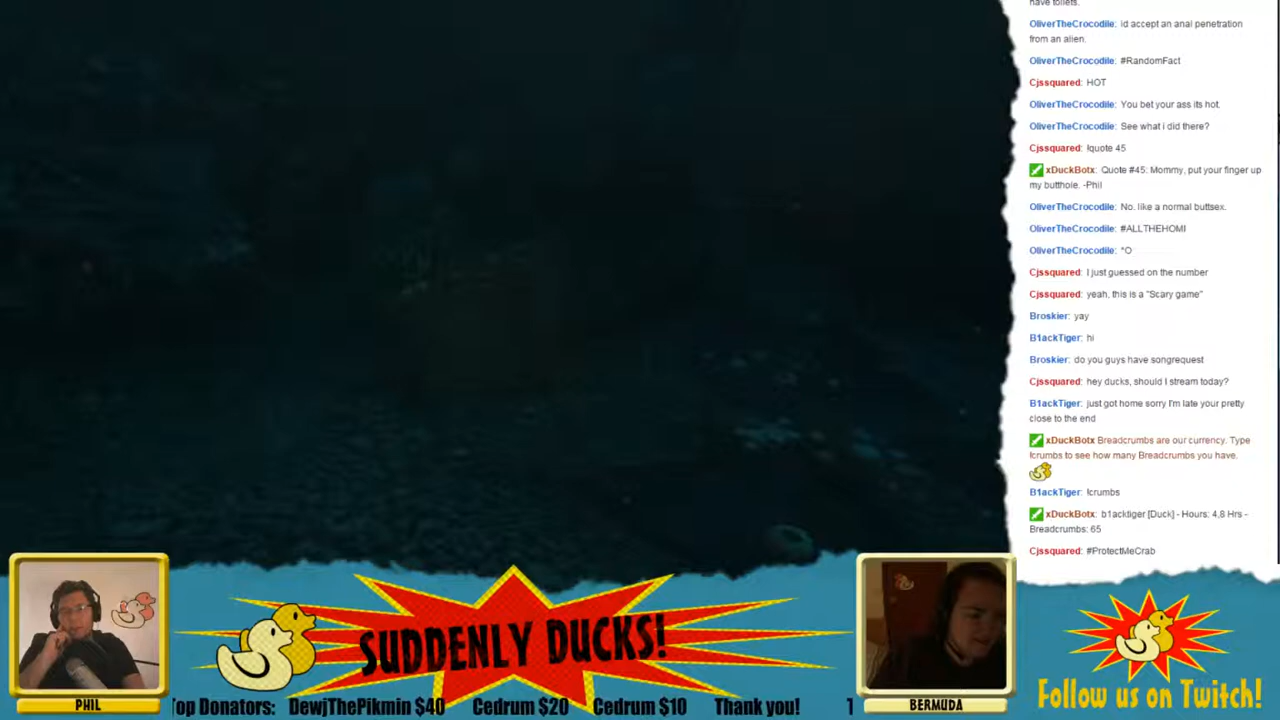 have toilets.
OliverTheCrocodile: id accept an anal penetration
from an alien.
OliverTheCrocodile: #RandomFact
Cjssquared: HOT
OliverTheCrocodile: You bet your ass its hot.
OliverTheCrocodile: See what i did there?
Cjssquared: !quote 45
xDuckBotx: Quote #45: Mommy, put your finger up
my butthole. -Phil
OliverTheCrocodile: No. like a normal buttsex.
OliverTheCrocodile: #ALLTHEHOMI
OliverTheCrocodile: *O
Cjssquared: I just guessed on the number
Cjssquared: yeah, this is a "Scary game"
Broskier: yay
B1ackTiger: hi
Broskier: do you guys have songrequest
Cjssquared: hey ducks, should I stream today?
B1ackTiger: just got home sorry I'm late your pretty
close to the end
xDuckBotx Breadcrumbs are our currency. Type
!crumbs to see how many Breadcrumbs you have.
B1ackTiger: !crumbs
xDuckBotx: b1acktiger [Duck] - Hours: 4,8 Hrs -
Breadcrumbs: 65
Cjssquared: #ProtectMeCrab
SUDDENLY DUCKS!
PHIL
Top Donators: DewjThePikmin $40 Cedrum $20 Cedrum $10 Thank you! T
BERMUDA
Follow us on Twitch!